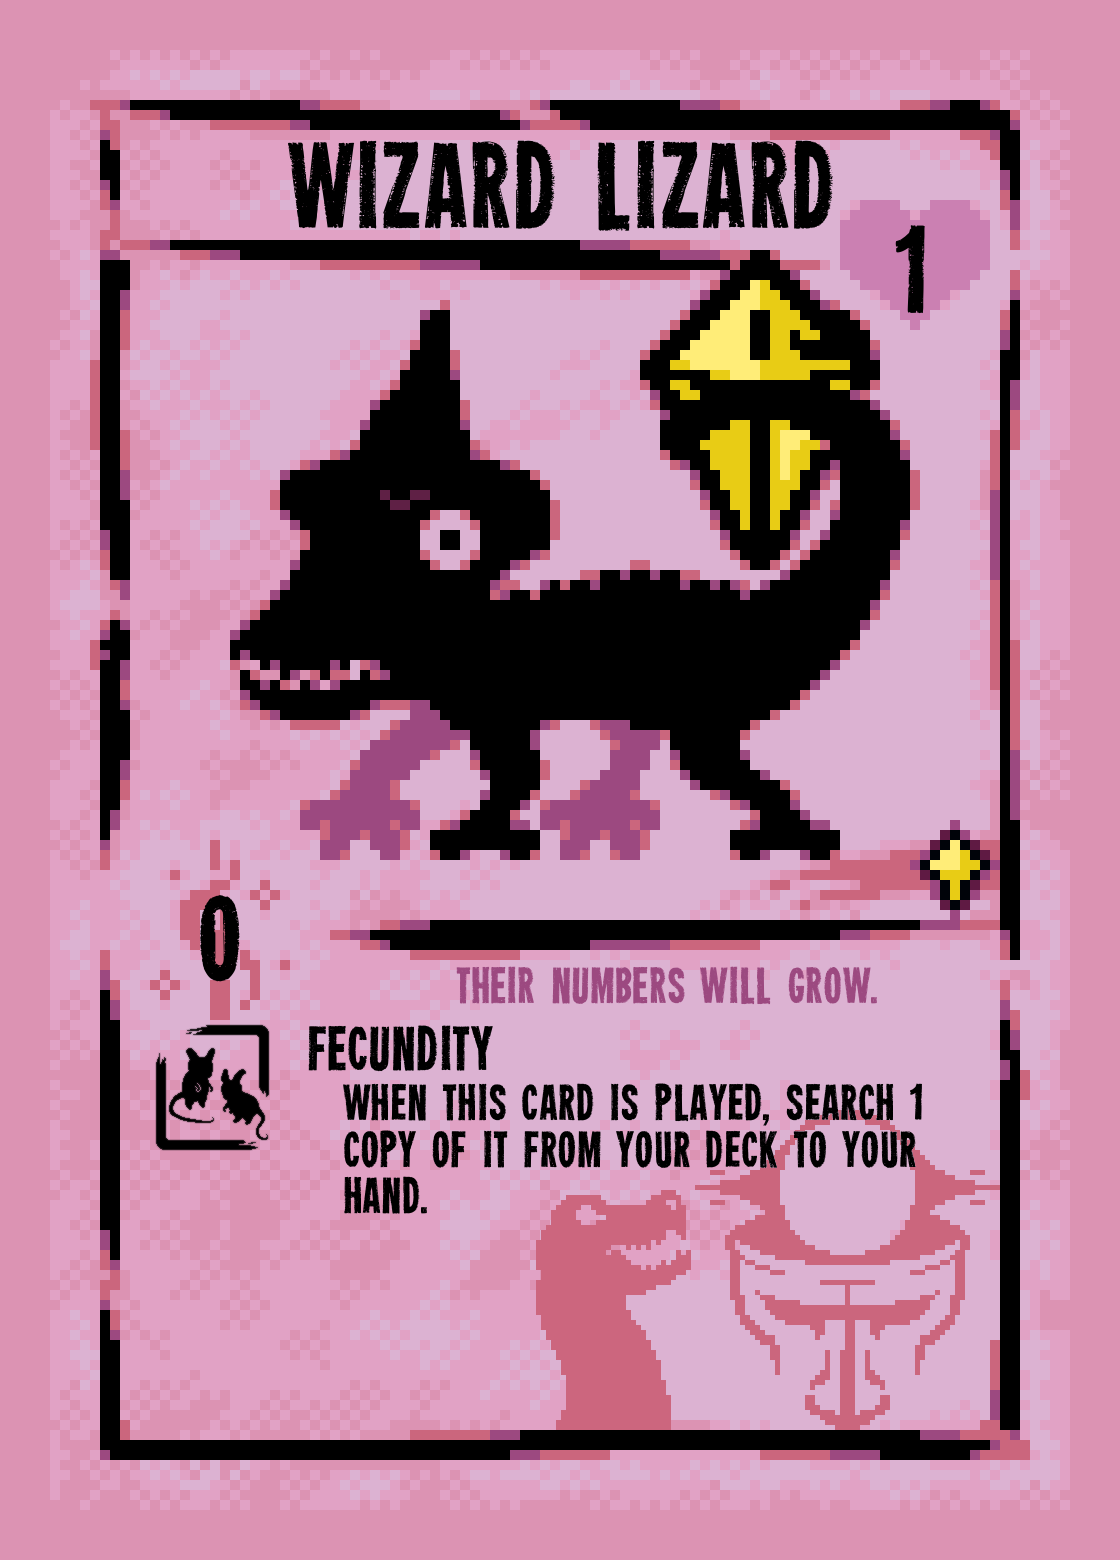 WIZARD LIZARD
1
0
THEIR NUMBERS WILL GROW.
FECUNDITY
WHEN THIS CARD IS PLAYED, SEARCH 1
COPY OF IT FROM YOUR DECK TO YOUR
HAND.